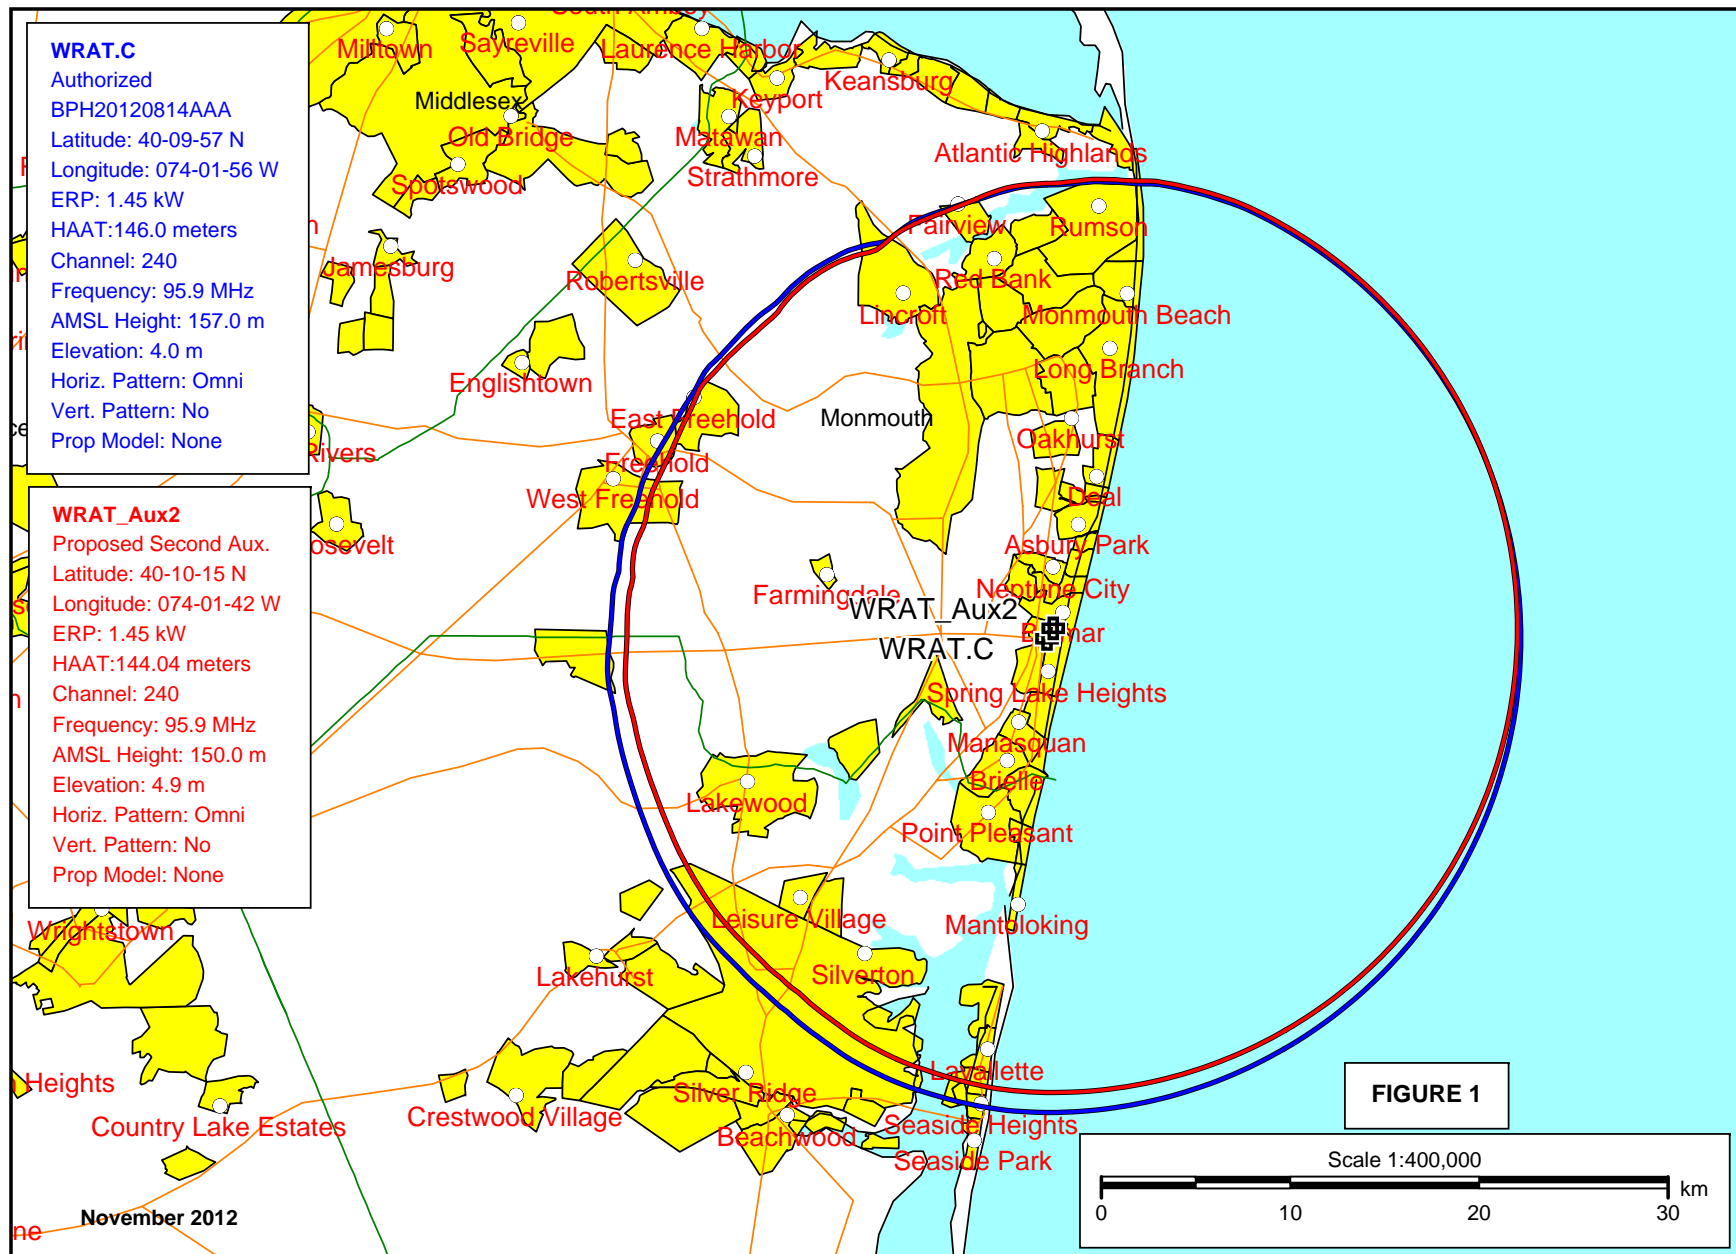 WRAT.C
Authorized
BPH20120814AAA
Latitude: 40-09-57 N
Longitude: 074-01-56 W
ERP: 1.45 kW
HAAT:146.0 meters
Channel: 240
Frequency: 95.9 MHz
AMSL Height: 157.0 m
Elevation: 4.0 m
Horiz. Pattern: Omni
Vert. Pattern: No
Prop Model: None
WRAT_Aux2
Proposed Second Aux.
Latitude: 40-10-15 N
Longitude: 074-01-42 W
ERP: 1.45 kW
HAAT:144.04 meters
Channel: 240
Frequency: 95.9 MHz
AMSL Height: 150.0 m
Elevation: 4.9 m
Horiz. Pattern: Omni
Vert. Pattern: No
Prop Model: None
South Amboy
Milltown
Sayreville
Laurence Harbor
Keansburg
Keyport
Middlesex
Old Bridge
Matawan
Atlantic Highlands
Strathmore
Spotswood
Fairview
Rumson
Jamesburg
Robertsville
Red Bank
Lincroft
Monmouth Beach
Englishtown
Long Branch
East Freehold
Monmouth
Oakhurst
Rivers
Freehold
West Freehold
Deal
osevelt
Asbury Park
Farmingdale
Neptune City
WRAT_Aux2
Belmar
WRAT.C
Spring Lake Heights
Manasquan
Brielle
Lakewood
Point Pleasant
Leisure Village
Mantoloking
Wrightstown
Lakehurst
Silverton
Lavallette
Heights
Silver Ridge
Crestwood Village
Country Lake Estates
Beachwood
Seaside Heights
Seaside Park
ne
November 2012
FIGURE 1
Scale 1:400,000
km
0 10 20 30